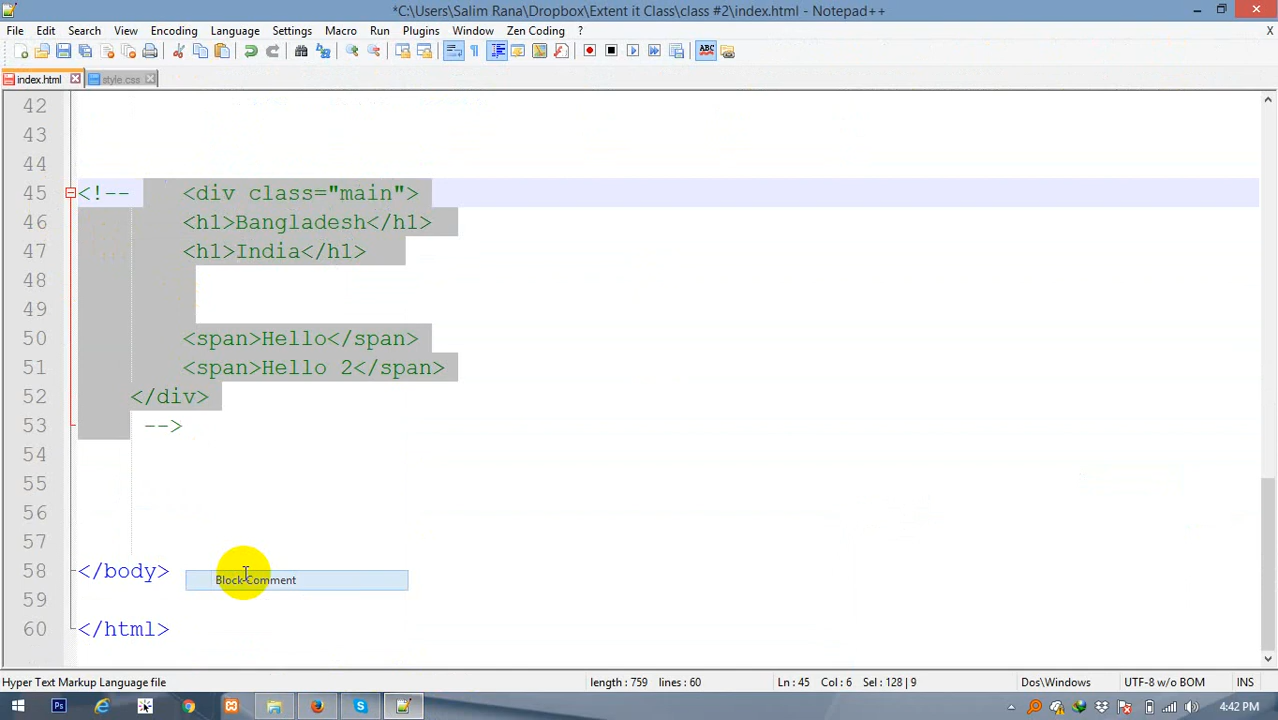 *C:\Users\Salim Rana\Dropbox\Extent it Class\class #2\index.html - Notepad++
File Edit Search View Encoding Language Settings Macro Run Plugins Window Zen Coding ? X
ABC
index.html style.css
42
43
44
45 <!-- <div class="main">
46 <h1>Bangladesh</h1>
47 <h1>India</h1>
48
49
50 <span>Hello</span>
51 <span>Hello 2</span>
52 </div>
53 -->
54
55
56
57
58 </body>
Block Comment
59
60 </html>
Hyper Text Markup Language file length : 759 lines : 60 Ln : 45 Col : 6 Sel : 128 | 9 Dos\Windows UTF-8 w/o BOM INS
Ps 4:42 PM